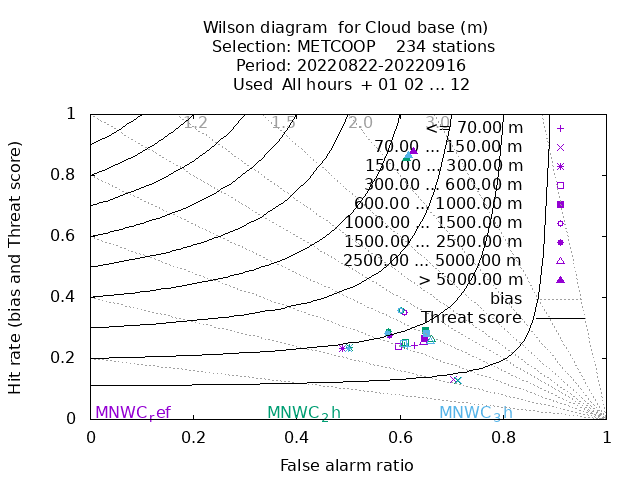 Wilson diagram  for Cloud base (m)
Selection: METCOOP    234 stations
Period: 20220822-20220916
Used  All hours  + 01 02 ... 12
1.2 1.5 2.0 3.0
<= 70.00 m
70.00 ... 150.00 m
150.00 ... 300.00 m
300.00 ... 600.00 m
600.00 ... 1000.00 m
1000.00 ... 1500.00 m
1500.00 ... 2500.00 m
2500.00 ... 5000.00 m
> 5000.00 m
bias
Threat score
Hit rate (bias and Threat score)
1
0.8
0.6
0.4
0.2
0
MNWC_ref MNWC_2h MNWC_3h
0 0.2 0.4 0.6 0.8 1
False alarm ratio